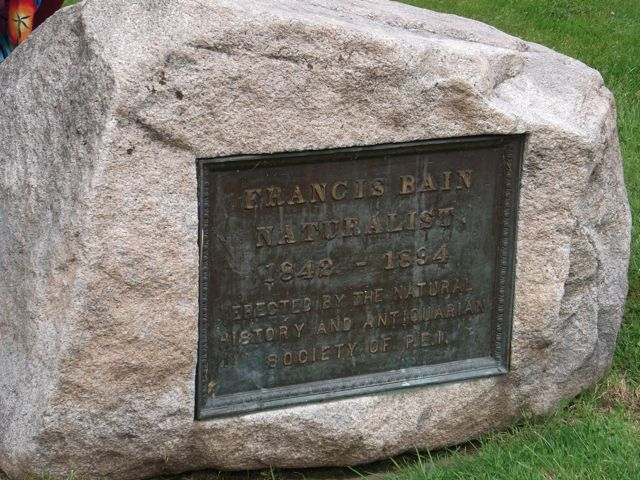 FRANCIS BAIN
NATURALIST.
1842 - 1894
ERECTED BY THE NATURAL
HISTORY AND ANTIQUARIAN
SOCIETY OF P.E.I.